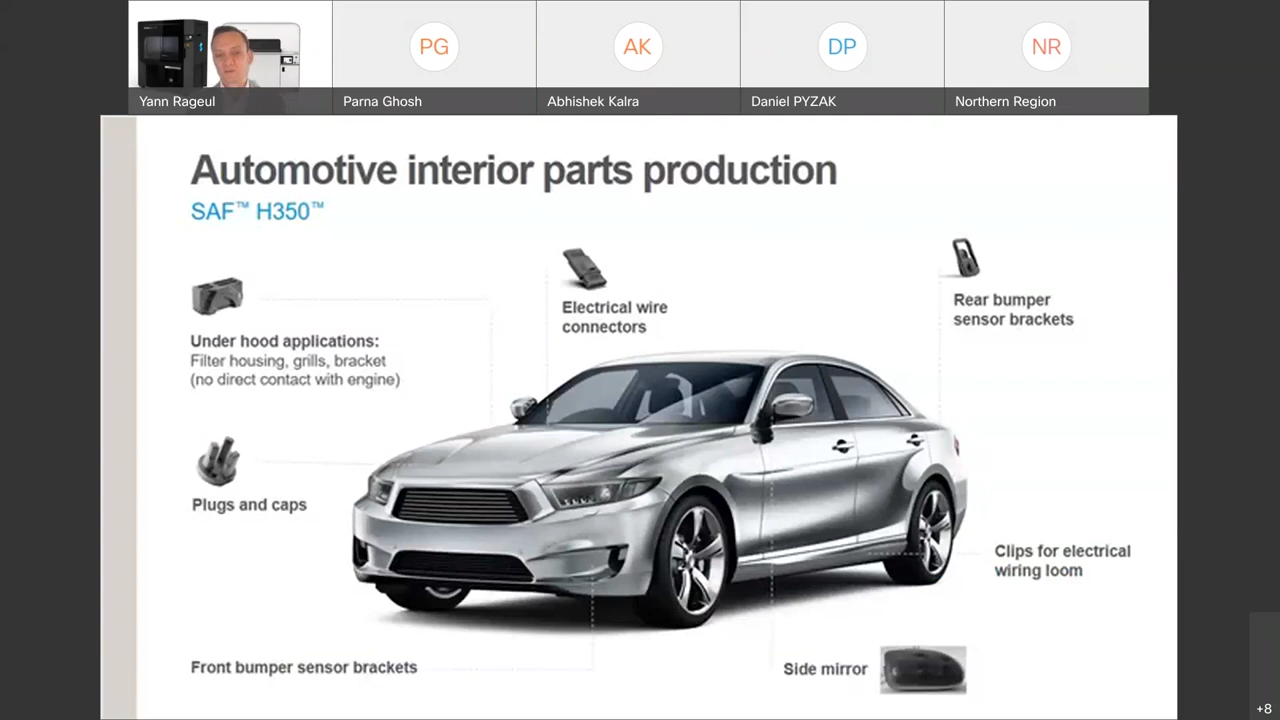 PG
AK
DP
NR
Yann Rageul
Parna Ghosh
Abhishek Kalra
Daniel PYZAK
Northern Region
Automotive interior parts production
SAF™ H350™
Under hood applications:
Filter housing, grills, bracket
(no direct contact with engine)
Electrical wire
connectors
Rear bumper
sensor brackets
Plugs and caps
Clips for electrical
wiring loom
Front bumper sensor brackets
Side mirror
+8